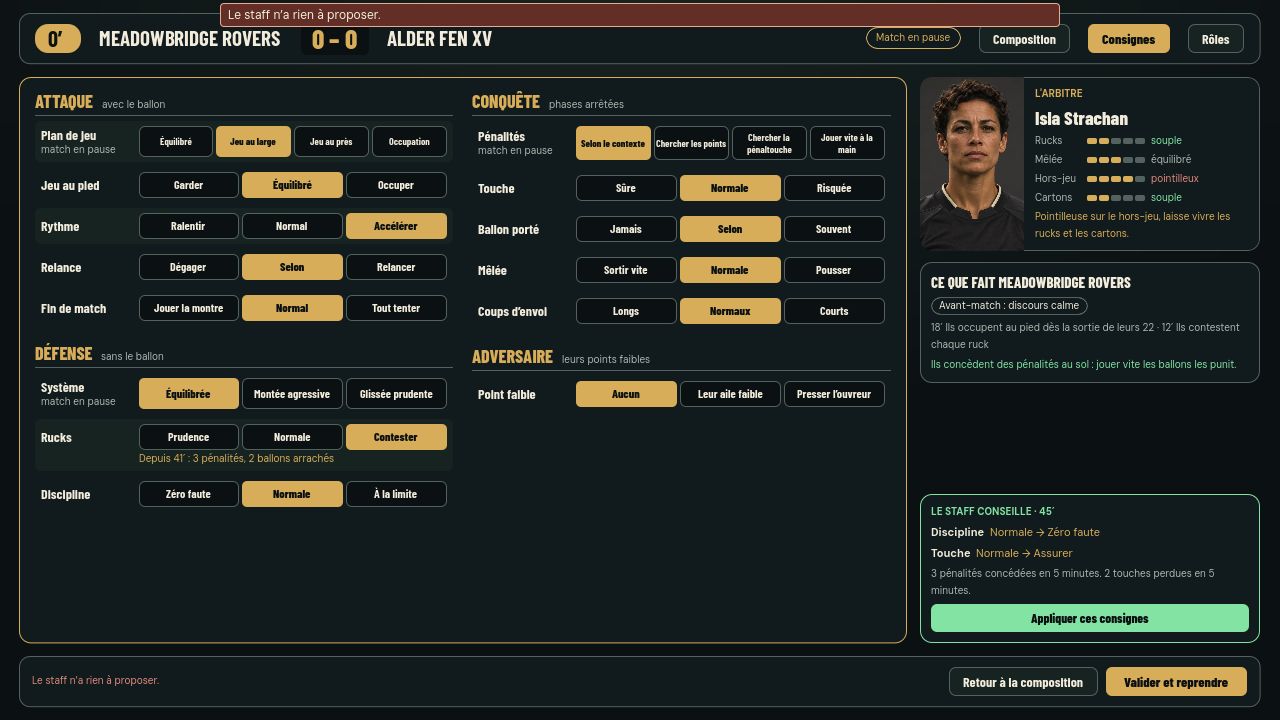 Le staff n'a rien à proposer.
0′ MEADOWBRIDGE ROVERS 0 – 0 ALDER FEN XV
Match en pause
Composition
Consignes
Rôles
ATTAQUE avec le ballon
Plan de jeu
match en pause
Équilibré
Jeu au large
Jeu au près
Occupation
Jeu au pied
Garder
Équilibré
Occuper
Rythme
Ralentir
Normal
Accélérer
Relance
Dégager
Selon
Relancer
Fin de match
Jouer la montre
Normal
Tout tenter
DÉFENSE sans le ballon
Système
match en pause
Équilibrée
Montée agressive
Glissée prudente
Rucks
Prudence
Normale
Contester
Depuis 41′ : 3 pénalités, 2 ballons arrachés
Discipline
Zéro faute
Normale
À la limite
CONQUÊTE phases arrêtées
Pénalités
match en pause
Selon le contexte
Chercher les points
Chercher la
pénaltouche
Jouer vite à la
main
Touche
Sûre
Normale
Risquée
Ballon porté
Jamais
Selon
Souvent
Mêlée
Sortir vite
Normale
Pousser
Coups d'envoi
Longs
Normaux
Courts
ADVERSAIRE leurs points faibles
Point faible
Aucun
Leur aile faible
Presser l'ouvreur
L'ARBITRE
Isla Strachan
Rucks souple
Mêlée équilibré
Hors-jeu pointilleux
Cartons souple
Pointilleuse sur le hors-jeu, laisse vivre les
rucks et les cartons.
CE QUE FAIT MEADOWBRIDGE ROVERS
Avant-match : discours calme
18′ Ils occupent au pied dès la sortie de leurs 22 · 12′ Ils contestent
chaque ruck
Ils concèdent des pénalités au sol : jouer vite les ballons les punit.
LE STAFF CONSEILLE · 45′
Discipline Normale → Zéro faute
Touche Normale → Assurer
3 pénalités concédées en 5 minutes. 2 touches perdues en 5
minutes.
Appliquer ces consignes
Le staff n'a rien à proposer.
Retour à la composition
Valider et reprendre